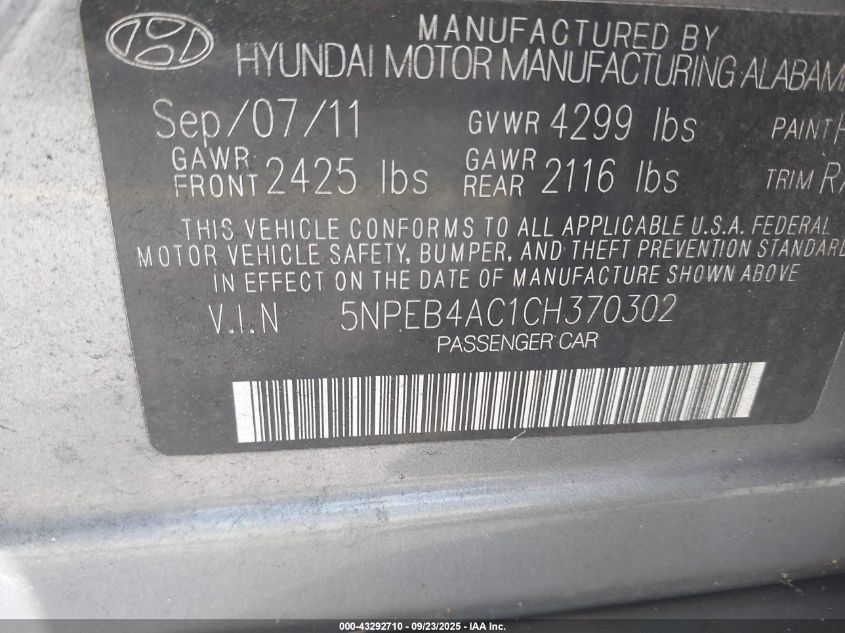 MANUFACTURED BY
HYUNDAI MOTOR MANUFACTURING ALABAMA
Sep/07/11 GVWR 4299 lbs PAINT
GAWR FRONT 2425 lbs GAWR REAR 2116 lbs TRIM
THIS VEHICLE CONFORMS TO ALL APPLICABLE U.S.A. FEDERAL
MOTOR VEHICLE SAFETY, BUMPER, AND THEFT PREVENTION STANDARD
IN EFFECT ON THE DATE OF MANUFACTURE SHOWN ABOVE
V.I.N 5NPEB4AC1CH370302
PASSENGER CAR
000-43292710 - 09/23/2025 - IAA Inc.